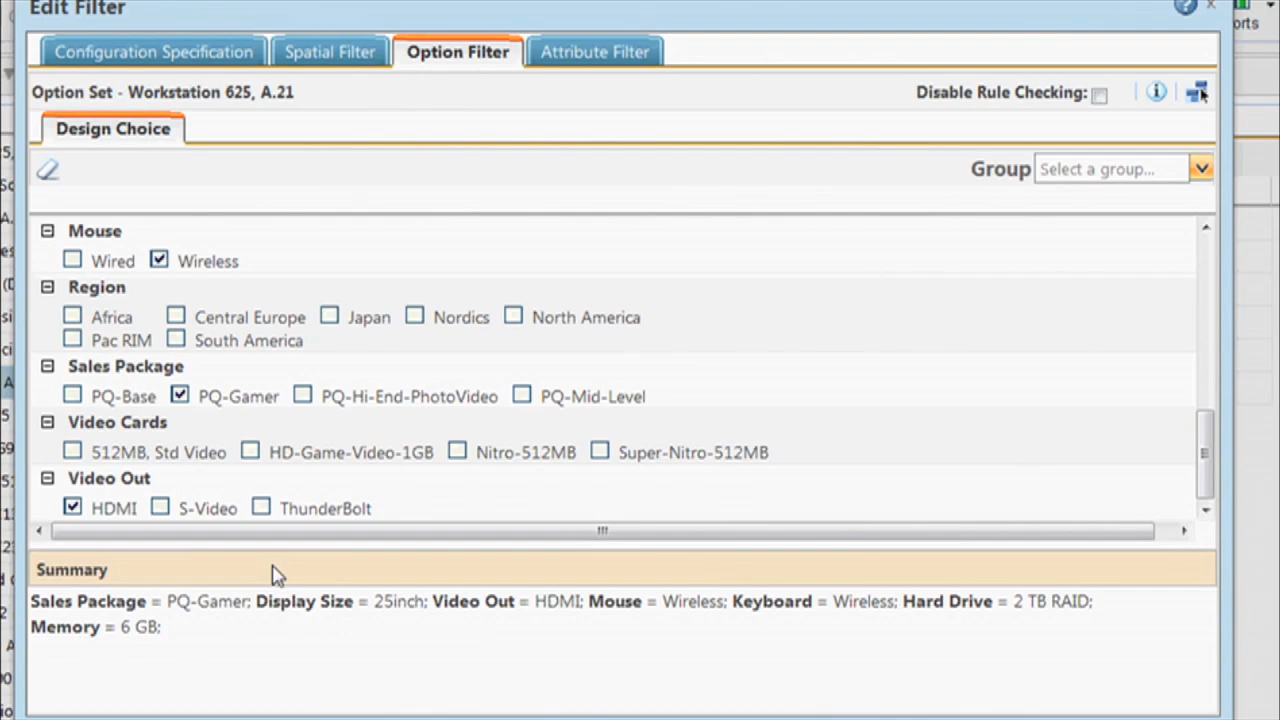 Edit Filter
orts
Configuration Specification Spatial Filter Option Filter Attribute Filter
Option Set - Workstation 625, A.21 Disable Rule Checking:
Design Choice
Group Select a group...
Mouse
Wired Wireless
Region
Africa Central Europe Japan Nordics North America
Pac RIM South America
Sales Package
PQ-Base PQ-Gamer PQ-Hi-End-PhotoVideo PQ-Mid-Level
Video Cards
512MB, Std Video HD-Game-Video-1GB Nitro-512MB Super-Nitro-512MB
Video Out
HDMI S-Video ThunderBolt
Summary
Sales Package = PQ-Gamer; Display Size = 25inch; Video Out = HDMI; Mouse = Wireless; Keyboard = Wireless; Hard Drive = 2 TB RAID;
Memory = 6 GB;